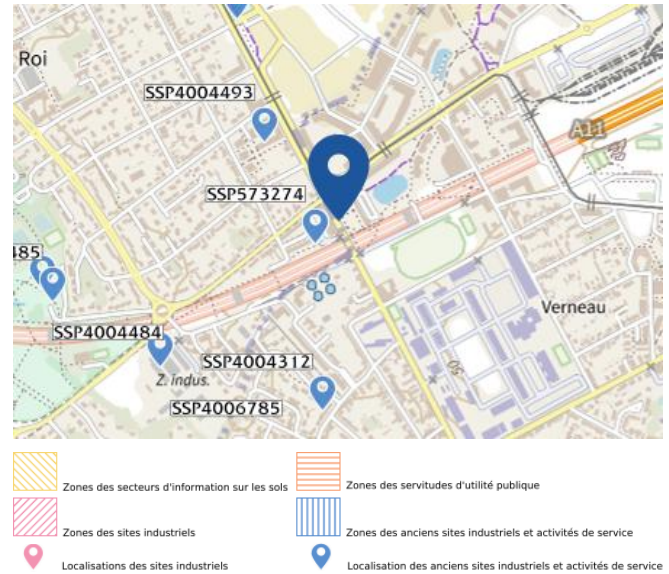 Roi
SSP4004493
A11
SSP573274
485
Verneau
SSP4004484
SSP4004312
Z. indus.
SSP4006785
Zones des secteurs d'information sur les sols
Zones des servitudes d'utilité publique
Zones des sites industriels
Zones des anciens sites industriels et activités de service
Localisations des sites industriels
Localisation des anciens sites industriels et activités de service